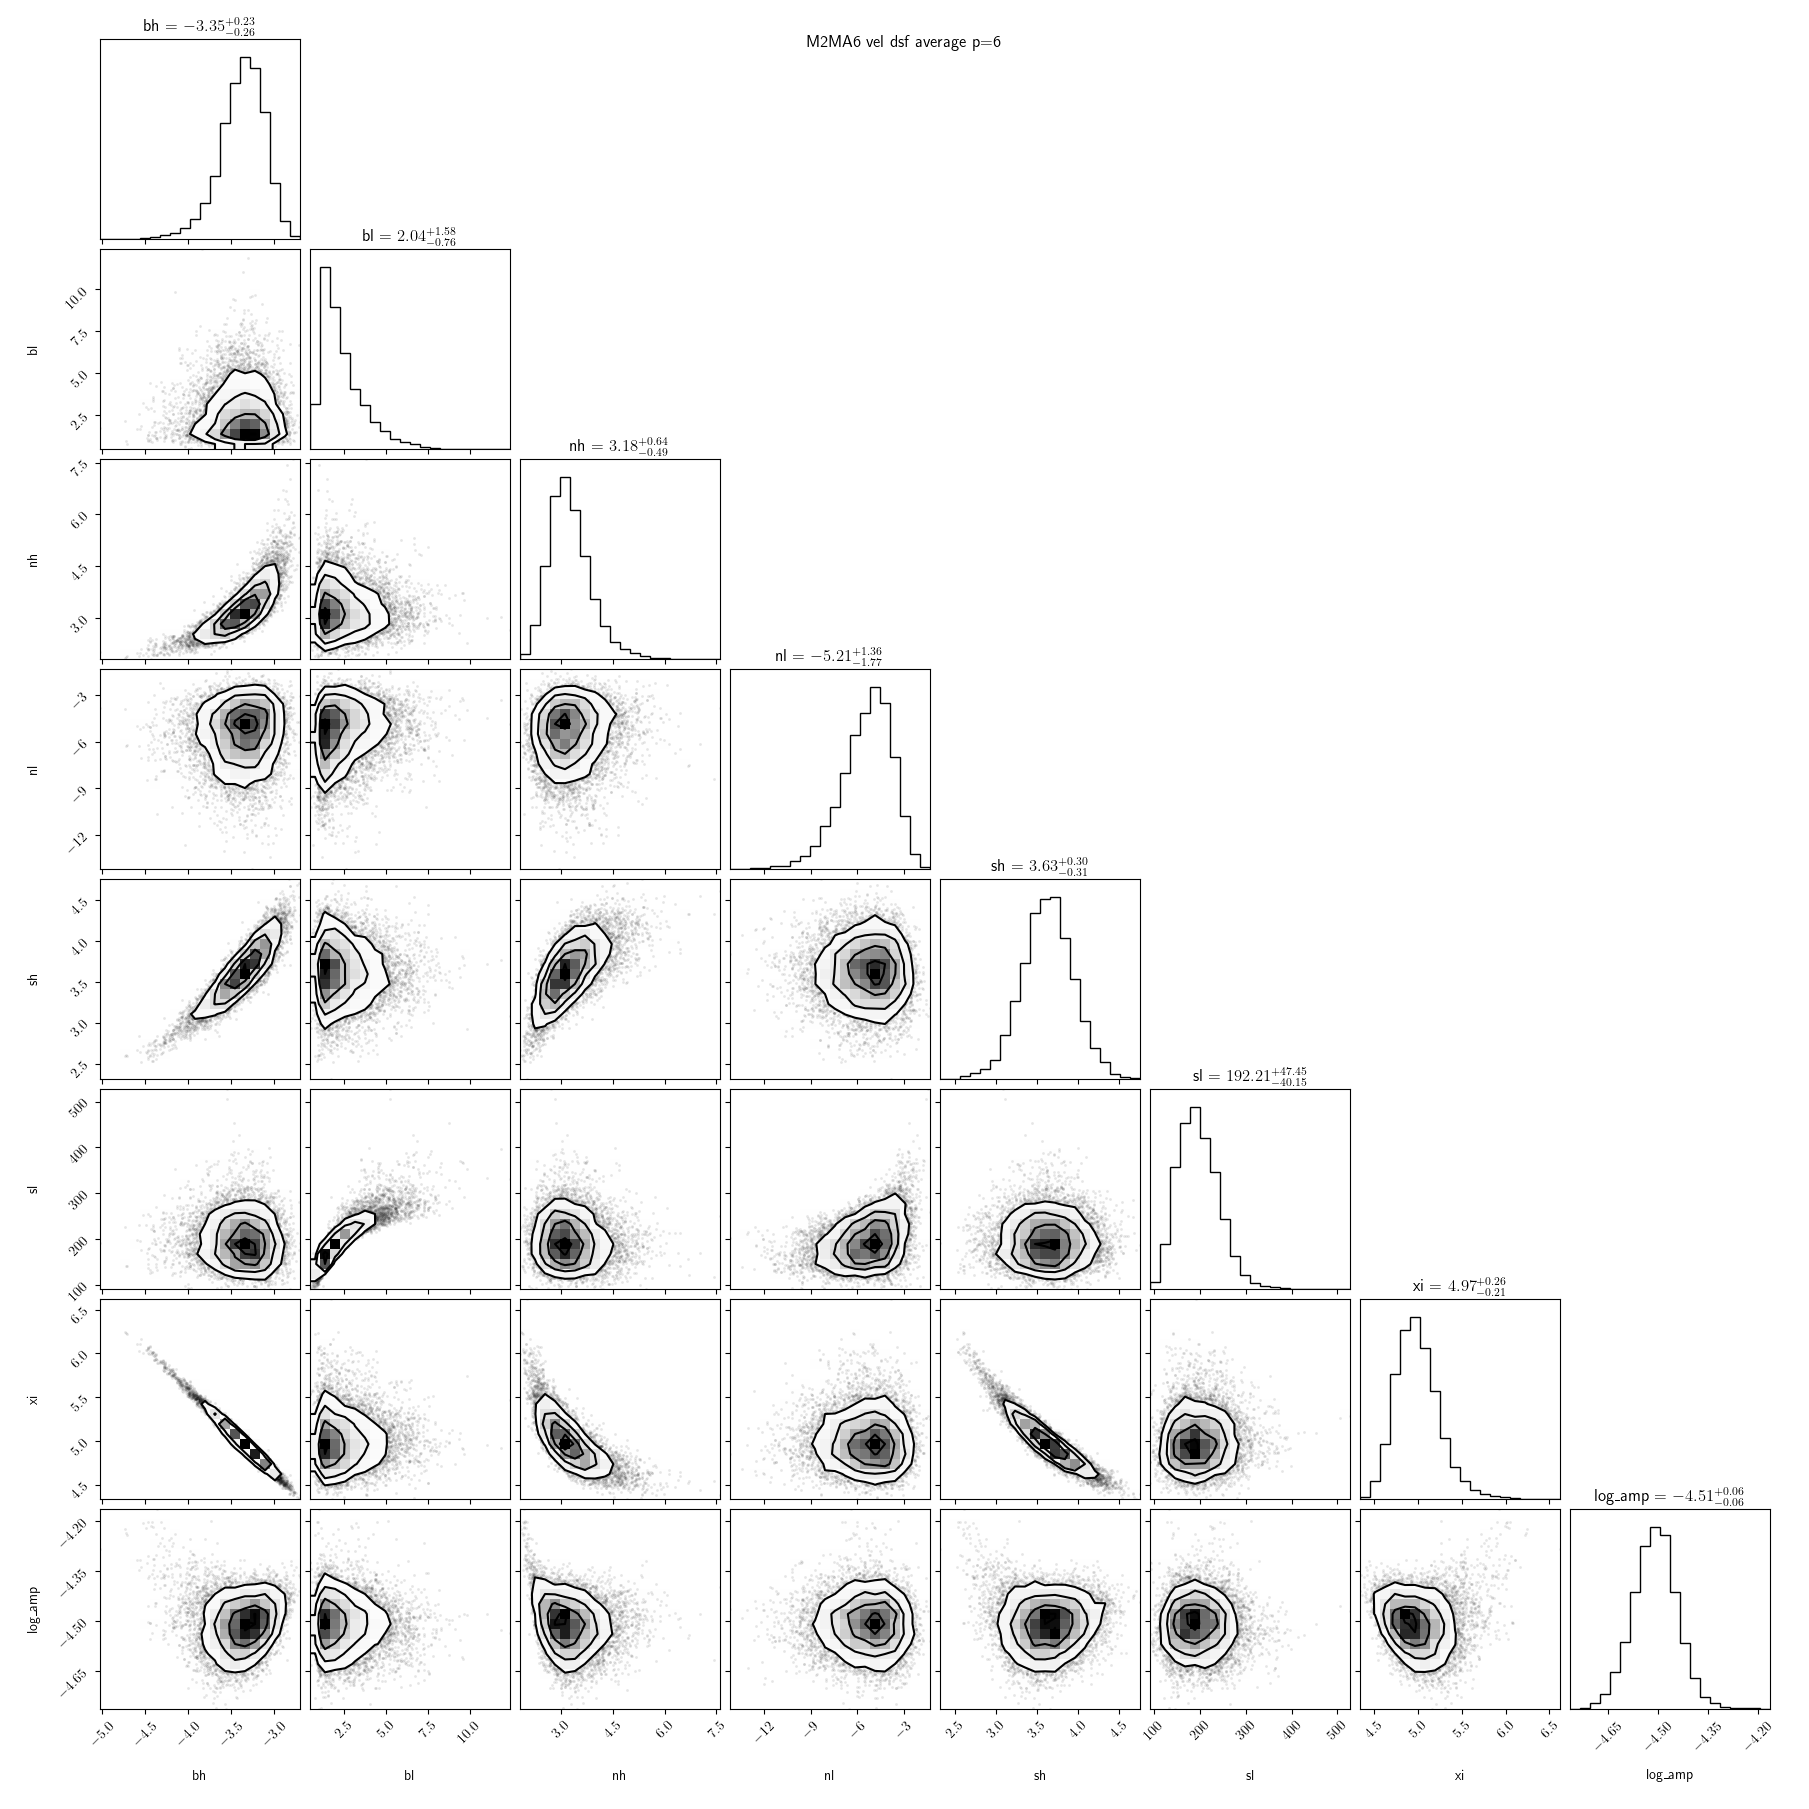 bh = −3.35+0.23 −0.26
M2MA6 vel dsf average p=6
bl = 2.04+1.58 −0.76
10.0
7.5
5.0
2.5
bl
nh = 3.18+0.64 −0.49
7.5
6.0
4.5
3.0
nh
nl = −5.21+1.36 −1.77
−3
−6
−9
−12
nl
sh = 3.63+0.30 −0.31
4.5
4.0
3.5
3.0
2.5
sh
sl = 192.21+47.45 −40.15
500
400
300
200
100
sl
xi = 4.97+0.26 −0.21
6.5
6.0
5.5
5.0
4.5
xi
log_amp = −4.51+0.06 −0.06
−4.20
−4.35
−4.50
−4.65
log_amp
−5.0 −4.5 −4.0 −3.5 −3.0 2.5 5.0 7.5 10.0 3.0 4.5 6.0 7.5 −12 −9 −6 −3 2.5 3.0 3.5 4.0 4.5 100 200 300 400 500 4.5 5.0 5.5 6.0 6.5 −4.65 −4.50 −4.35 −4.20
bh bl nh nl sh sl xi log_amp